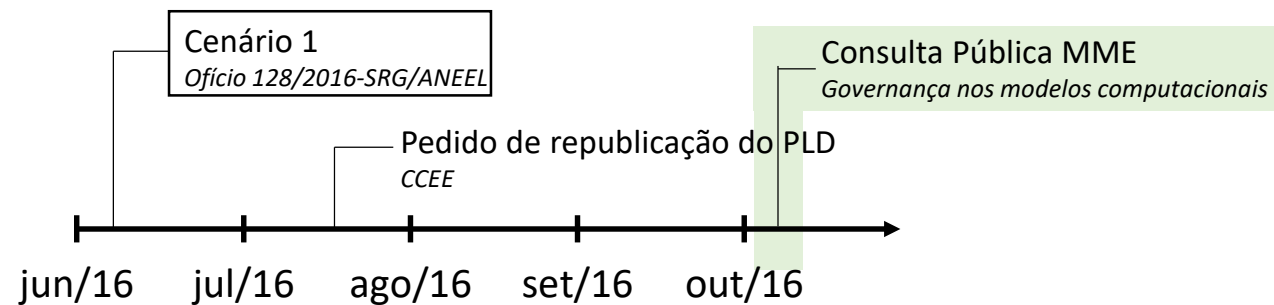 Cenário 1
Ofício 128/2016-SRG/ANEEL
Consulta Pública MME
Governança nos modelos computacionais
Pedido de republicação do PLD
CCEE
jun/16 jul/16 ago/16 set/16 out/16